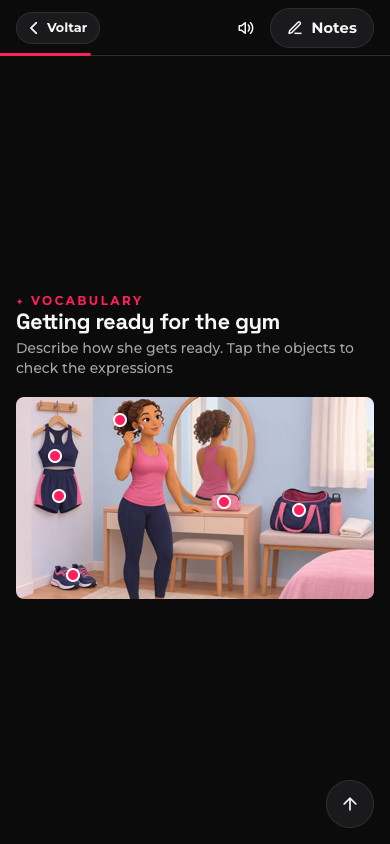 Voltar
Notes
VOCABULARY
Getting ready for the gym
Describe how she gets ready. Tap the objects to
check the expressions